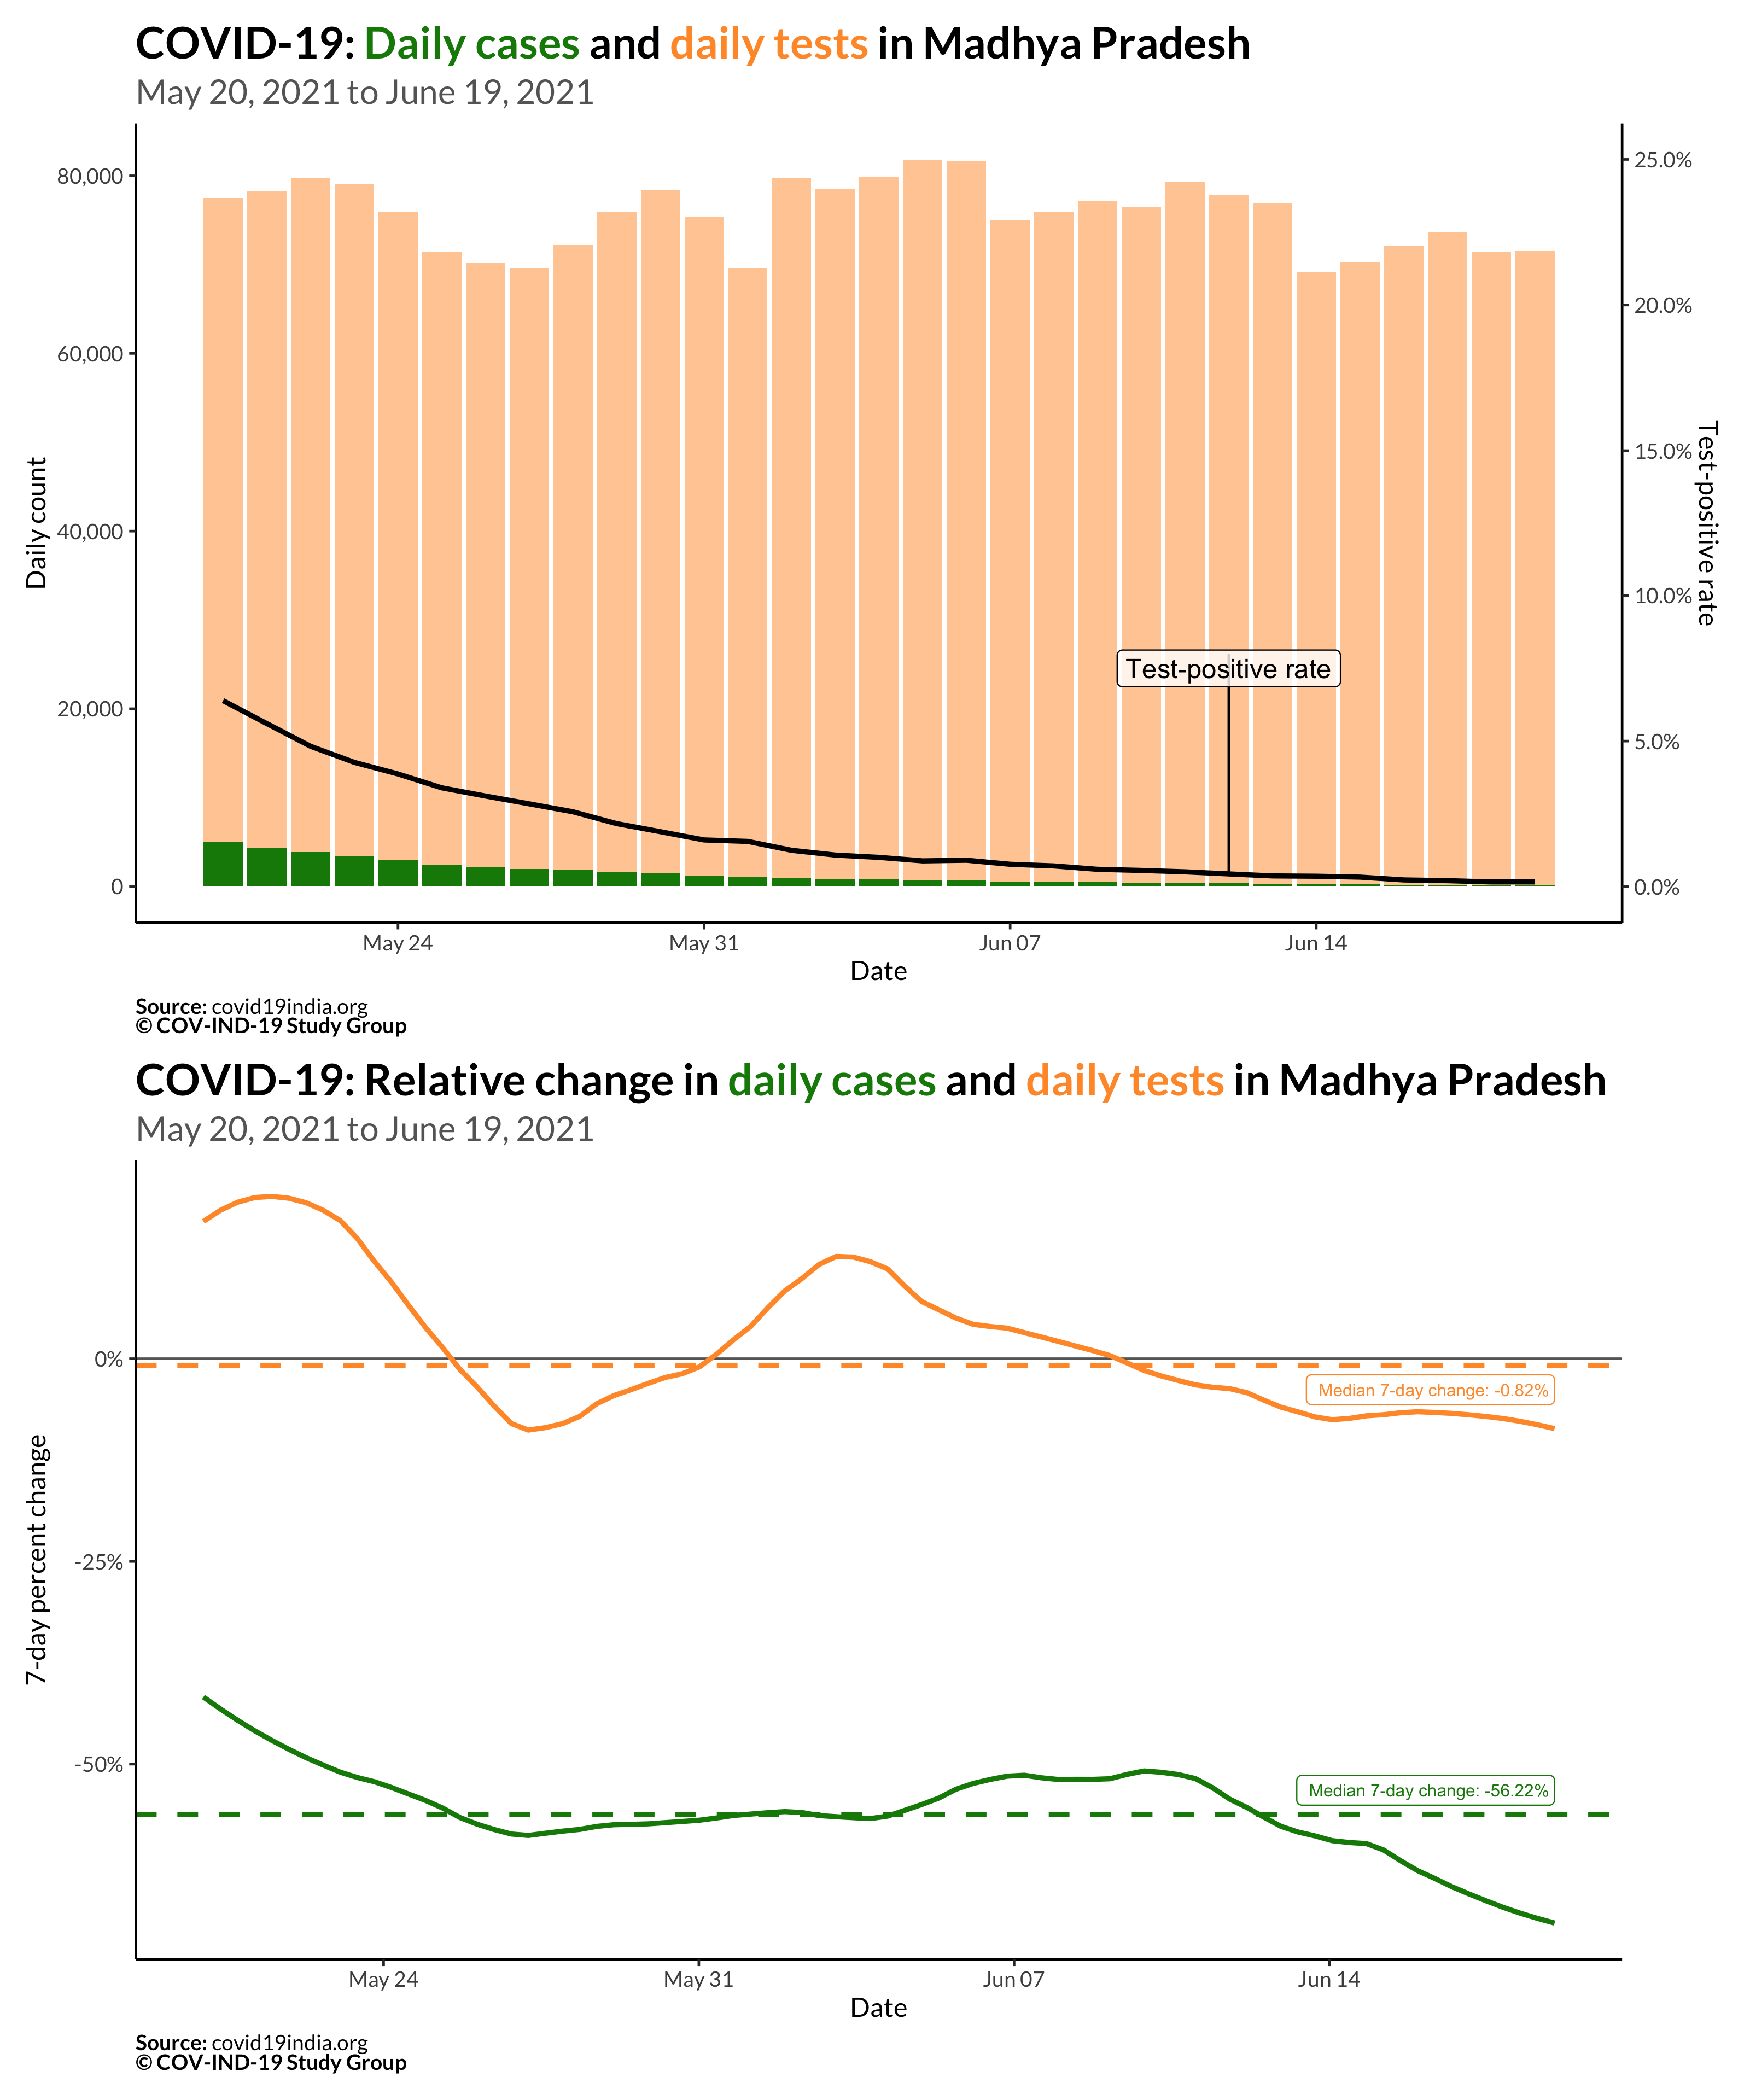 COVID-19: Daily cases and daily tests in Madhya Pradesh
May 20, 2021 to June 19, 2021
80,000
60,000
40,000
20,000
0
Daily count
25.0%
20.0%
15.0%
10.0%
5.0%
0.0%
Test-positive rate
Test-positive rate
May 24
May 31
Jun 07
Jun 14
Date
Source: covid19india.org
© COV-IND-19 Study Group
COVID-19: Relative change in daily cases and daily tests in Madhya Pradesh
May 20, 2021 to June 19, 2021
0%
-25%
-50%
7-day percent change
Median 7-day change: -0.82%
Median 7-day change: -56.22%
May 24
May 31
Jun 07
Jun 14
Date
Source: covid19india.org
© COV-IND-19 Study Group